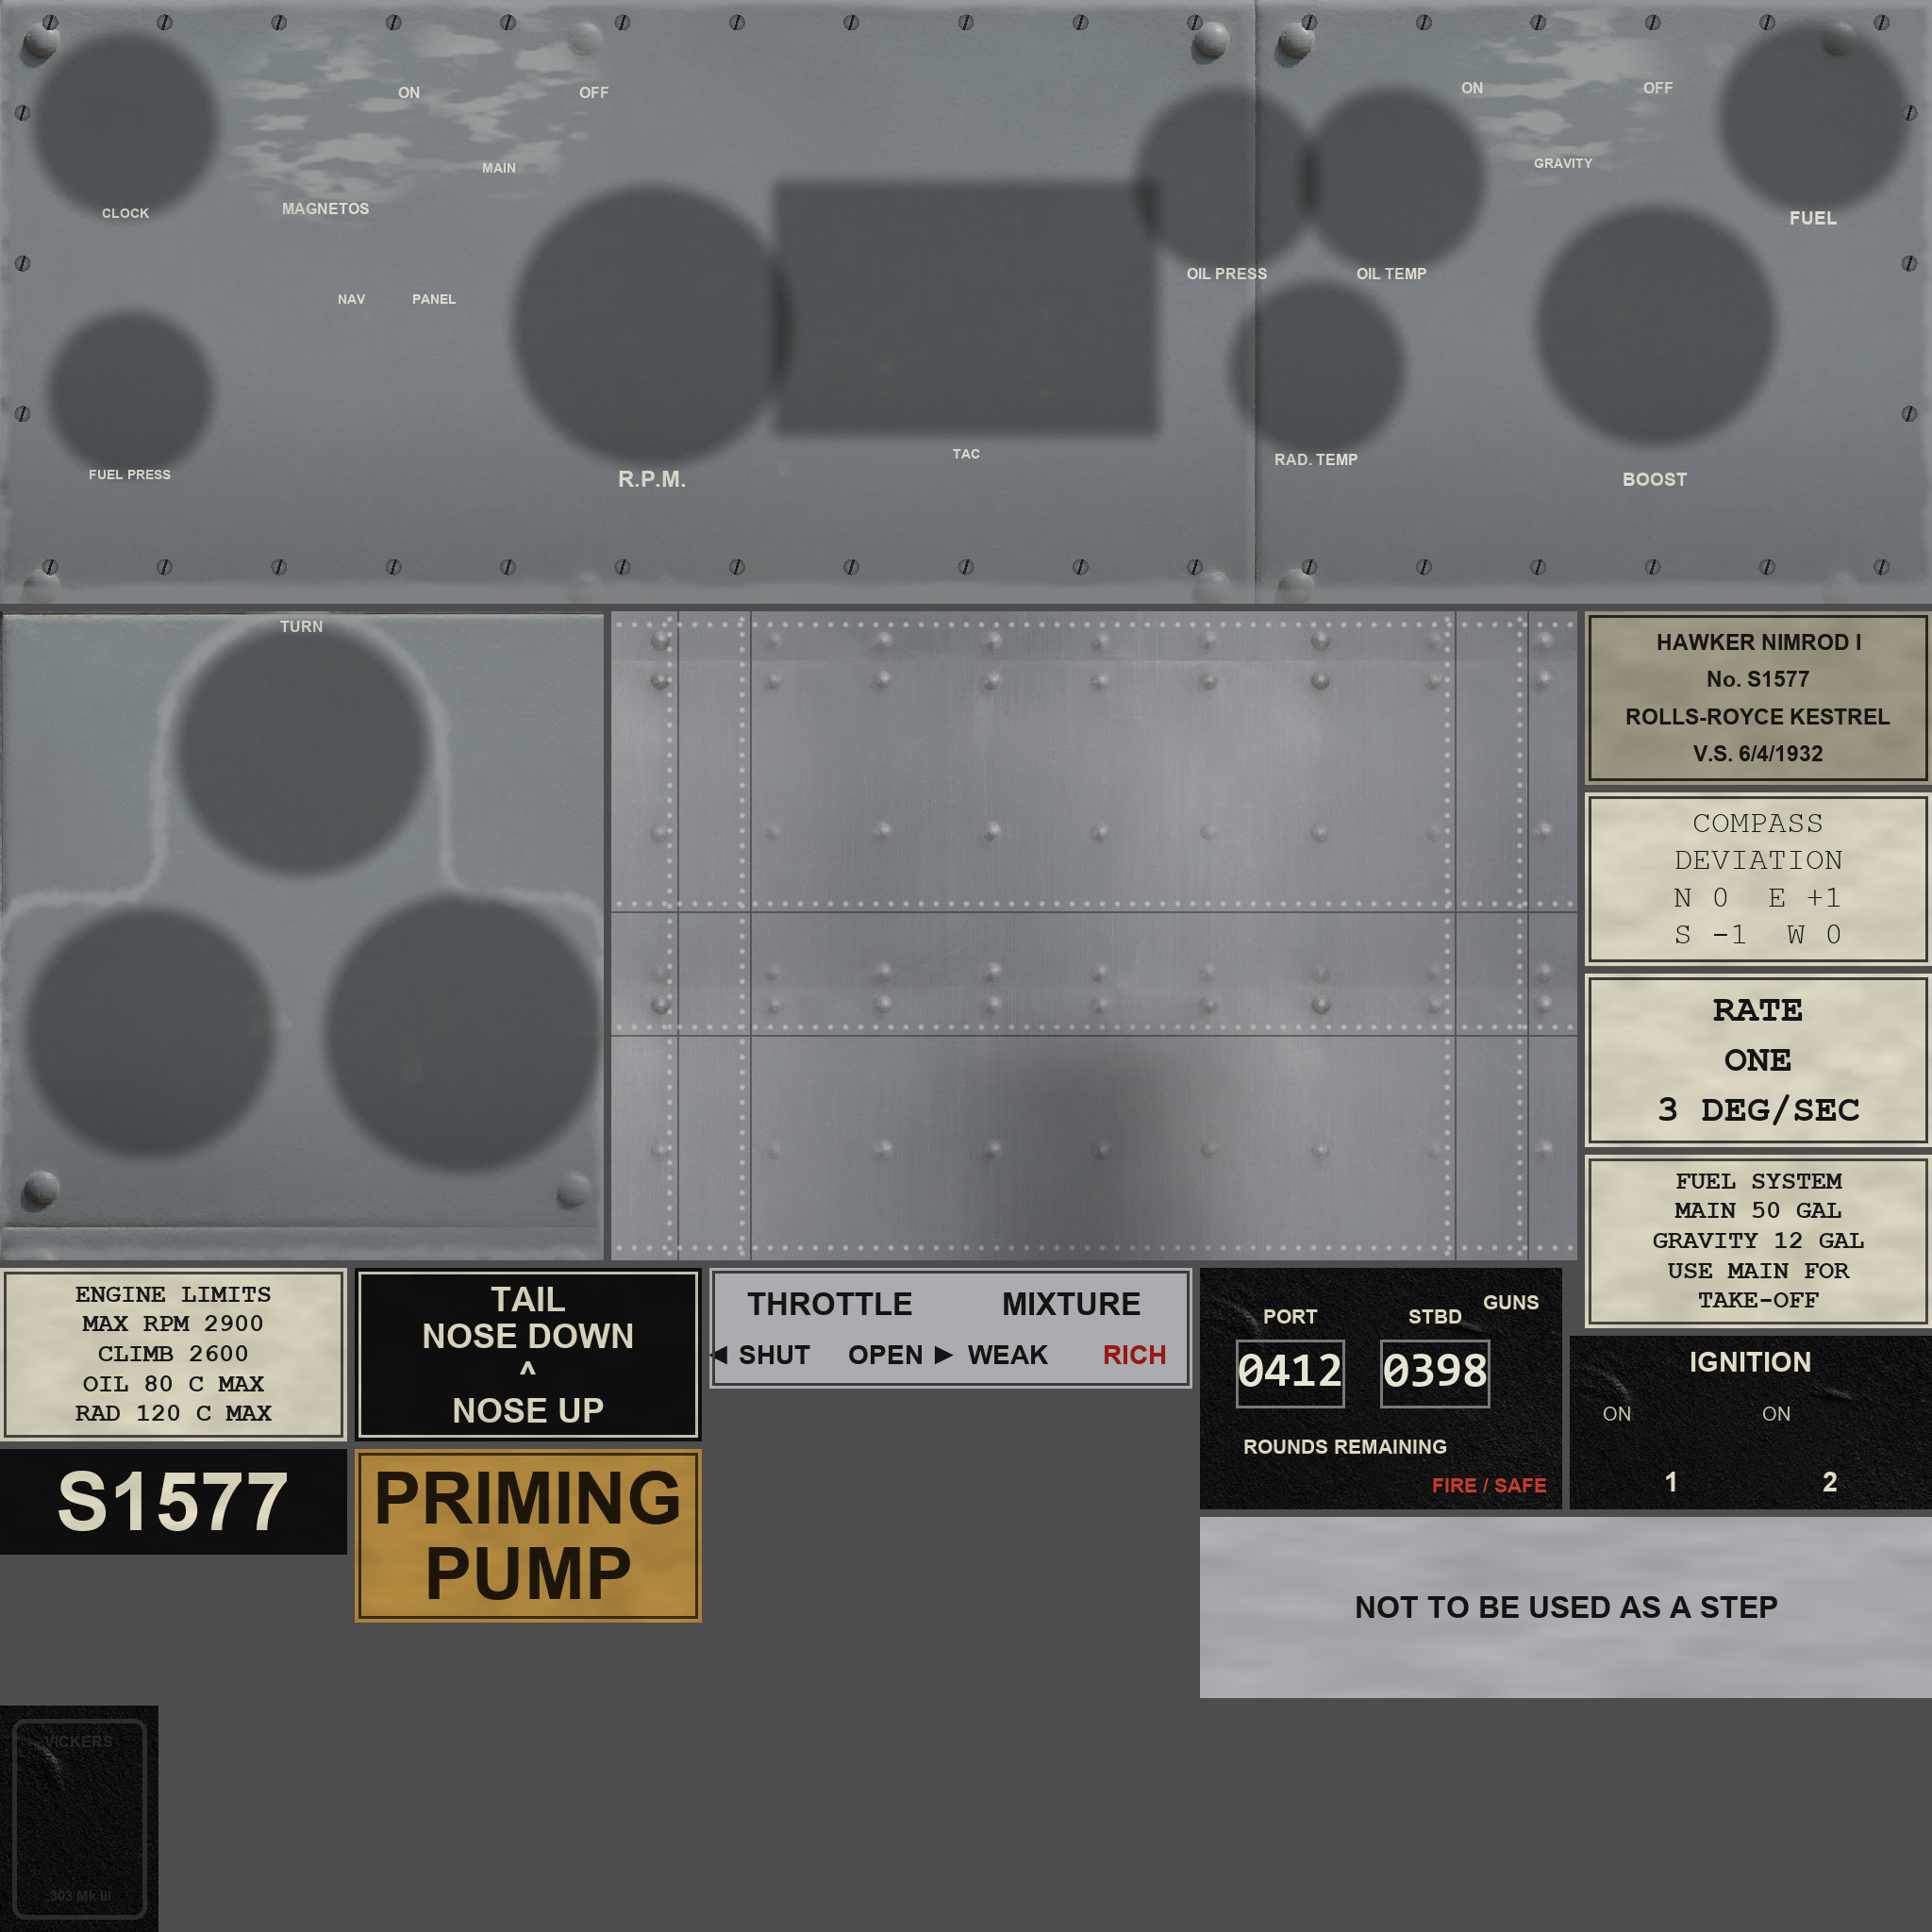 ON
OFF
MAIN
CLOCK
MAGNETOS
NAV
PANEL
FUEL PRESS
R.P.M.
TAC
OIL PRESS
OIL TEMP
RAD. TEMP
ON
OFF
GRAVITY
FUEL
BOOST
TURN
HAWKER NIMROD I
No. S1577
ROLLS-ROYCE KESTREL
V.S. 6/4/1932
COMPASS
DEVIATION
N 0 E +1
S -1 W 0
RATE
ONE
3 DEG/SEC
FUEL SYSTEM
MAIN 50 GAL
GRAVITY 12 GAL
USE MAIN FOR
TAKE-OFF
ENGINE LIMITS
MAX RPM 2900
CLIMB 2600
OIL 80 C MAX
RAD 120 C MAX
TAIL
NOSE DOWN
^
NOSE UP
THROTTLE MIXTURE
◄ SHUT OPEN ► WEAK RICH
PORT STBD GUNS
0412 0398
ROUNDS REMAINING
FIRE / SAFE
IGNITION
ON ON
1 2
S1577
PRIMING
PUMP
NOT TO BE USED AS A STEP
VICKERS
.303 Mk III